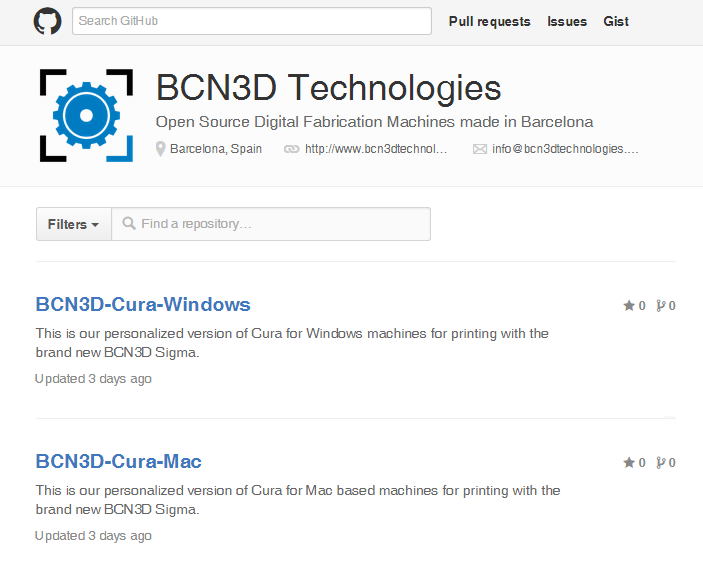 Search GitHub Pull requests Issues Gist
BCN3D Technologies
Open Source Digital Fabrication Machines made in Barcelona
Barcelona, Spain http://www.bcn3dtechnol... info@bcn3dtechnologies....
Filters Find a repository...
BCN3D-Cura-Windows 0 0
This is our personalized version of Cura for Windows machines for printing with the
brand new BCN3D Sigma.
Updated 3 days ago
BCN3D-Cura-Mac 0 0
This is our personalized version of Cura for Mac based machines for printing with the
brand new BCN3D Sigma.
Updated 3 days ago